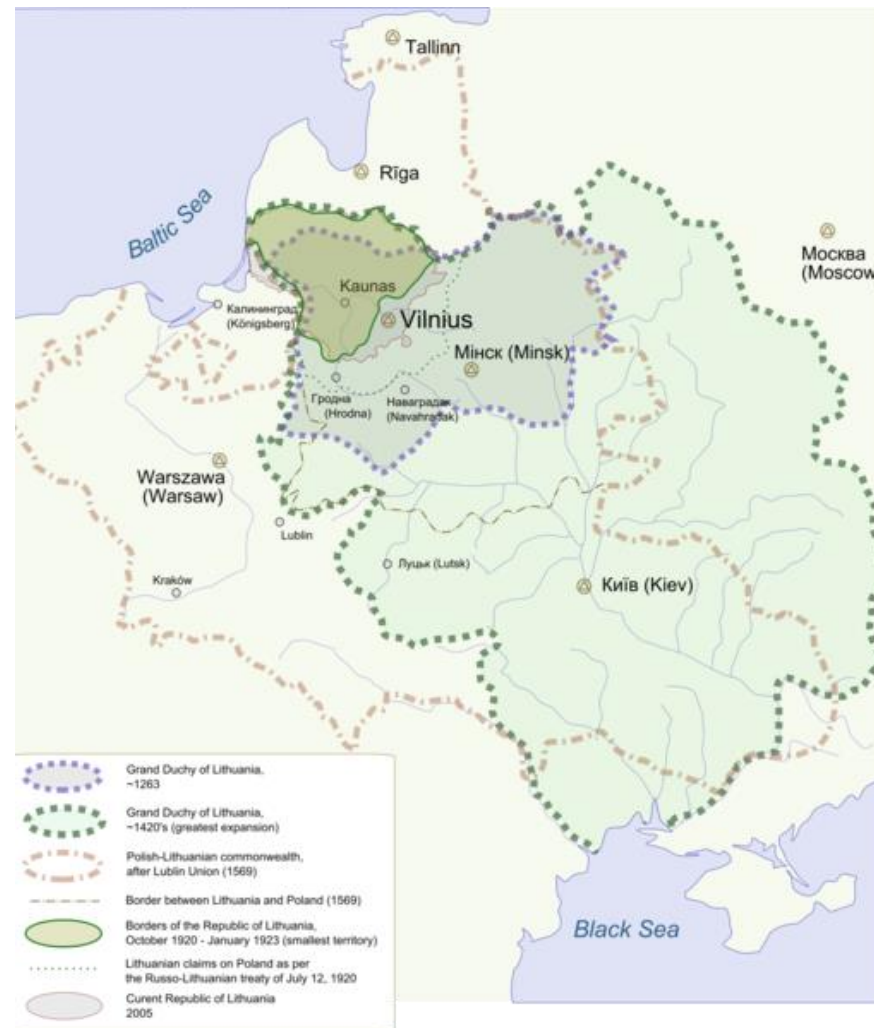 Tallinn
Rīga
Baltic Sea
Москва
(Moscow
Kaunas
Калининград
(Königsberg)
Vilnius
Мiнск (Minsk)
Гродна
(Hrodna)
Наваградак
(Navahradak)
Warszawa
(Warsaw)
Lublin
Луцьк (Lutsk)
Kraków
Київ (Kiev)
Grand Duchy of Lithuania,
~1263
Grand Duchy of Lithuania,
~1420's (greatest expansion)
Polish-Lithuanian commonwealth,
after Lublin Union (1569)
Border between Lithuania and Poland (1569)
Borders of the Republic of Lithuania,
October 1920 - January 1923 (smallest territory)
Lithuanian claims on Poland as per
the Russo-Lithuanian treaty of July 12, 1920
Curent Republic of Lithuania
2005
Black Sea